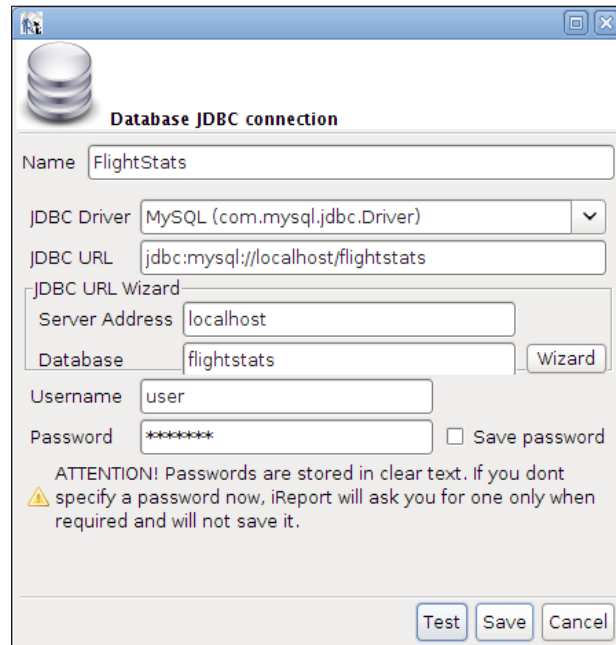 Database JDBC connection
Name FlightStats
JDBC Driver MySQL (com.mysql.jdbc.Driver)
JDBC URL jdbc:mysql://localhost/flightstats
JDBC URL Wizard
Server Address localhost
Database flightstats Wizard
Username user
Password ******* Save password
ATTENTION! Passwords are stored in clear text. If you dont
specify a password now, iReport will ask you for one only when
required and will not save it.
Test Save Cancel